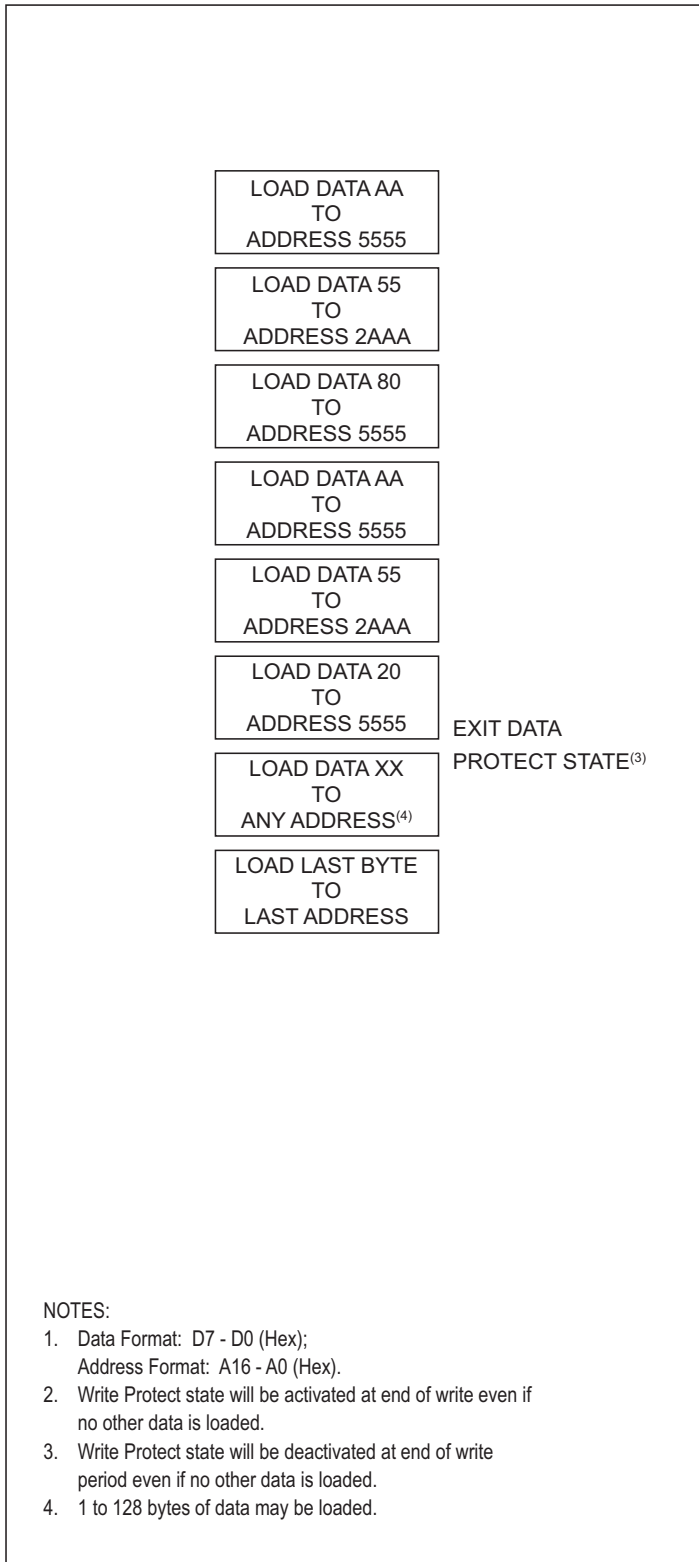 LOAD DATA AA
TO
ADDRESS 5555
LOAD DATA 55
TO
ADDRESS 2AAA
LOAD DATA 80
TO
ADDRESS 5555
LOAD DATA AA
TO
ADDRESS 5555
LOAD DATA 55
TO
ADDRESS 2AAA
LOAD DATA 20
TO
ADDRESS 5555
EXIT DATA
PROTECT STATE(3)
LOAD DATA XX
TO
ANY ADDRESS(4)
LOAD LAST BYTE
TO
LAST ADDRESS
NOTES:
1. Data Format: D7 - D0 (Hex);
Address Format: A16 - A0 (Hex).
2. Write Protect state will be activated at end of write even if
no other data is loaded.
3. Write Protect state will be deactivated at end of write
period even if no other data is loaded.
4. 1 to 128 bytes of data may be loaded.